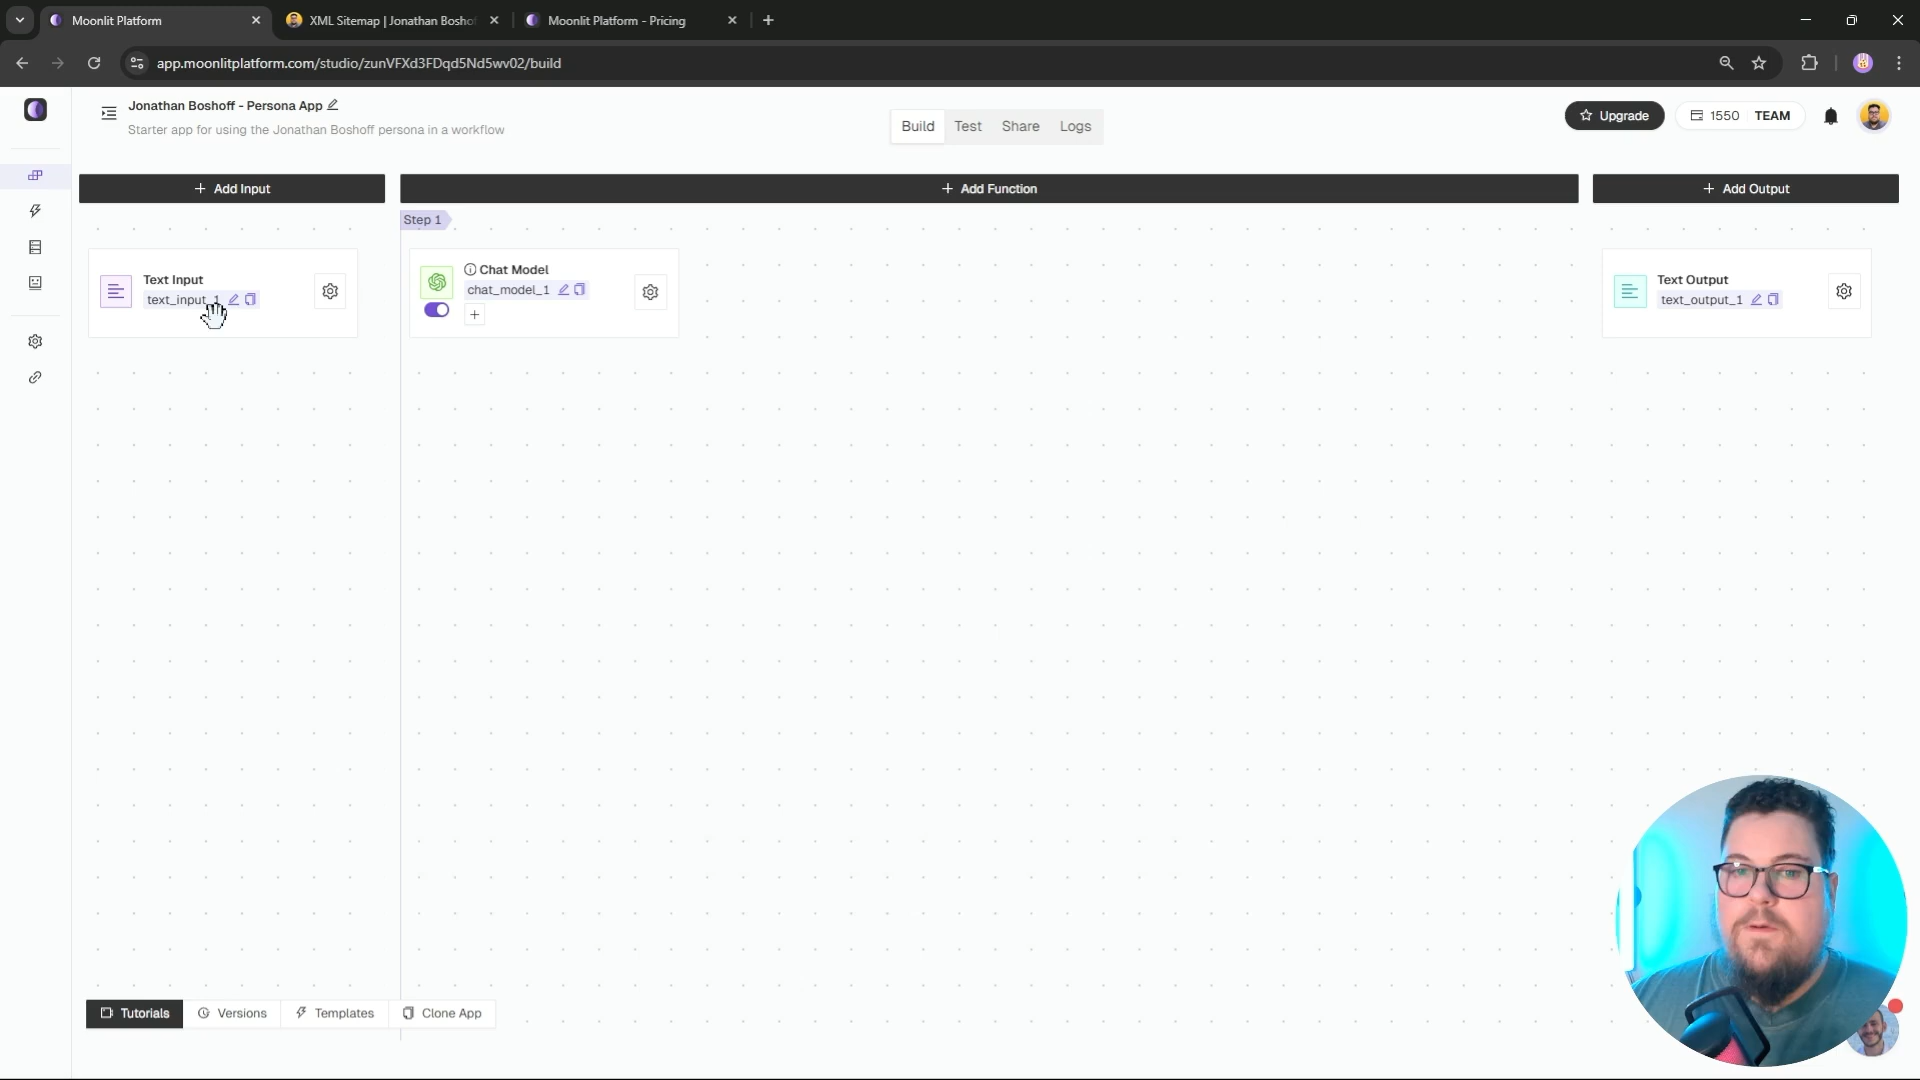 Moonlit Platform
XML Sitemap | Jonathan Bosho
Moonlit Platform - Pricing
app.moonlitplatform.com/studio/zunVFXd3FDqd5Nd5wv02/build
Jonathan Boshoff - Persona App
Starter app for using the Jonathan Boshoff persona in a workflow
Build
Test
Share
Logs
Upgrade
1550 TEAM
+ Add Input
+ Add Function
+ Add Output
Step 1
Text Input
text_input_1
Chat Model
chat_model_1
Text Output
text_output_1
Tutorials
Versions
Templates
Clone App